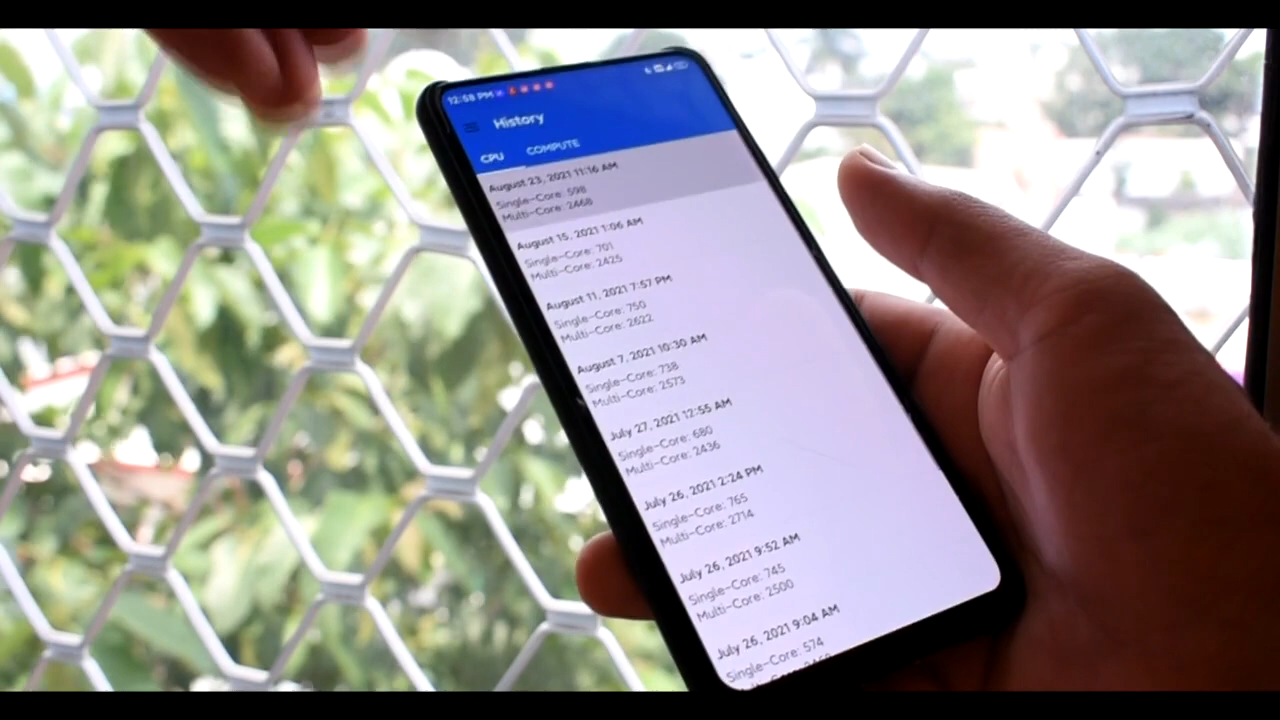 12:58 PM
History
CPU COMPUTE
August 23, 2021 11:16 AM
Single-Core: 598
Multi-Core: 2468
August 15, 2021 1:06 AM
Single-Core: 701
Multi-Core: 2425
August 11, 2021 7:57 PM
Single-Core: 750
Multi-Core: 2622
August 7, 2021 10:30 AM
Single-Core: 738
Multi-Core: 2573
July 27, 2021 12:55 AM
Single-Core: 680
Multi-Core: 2436
July 26, 2021 2:24 PM
Single-Core: 765
Multi-Core: 2714
July 26, 2021 9:52 AM
Single-Core: 745
Multi-Core: 2500
July 26, 2021 9:04 AM
Single-Core: 574
Multi-Core: